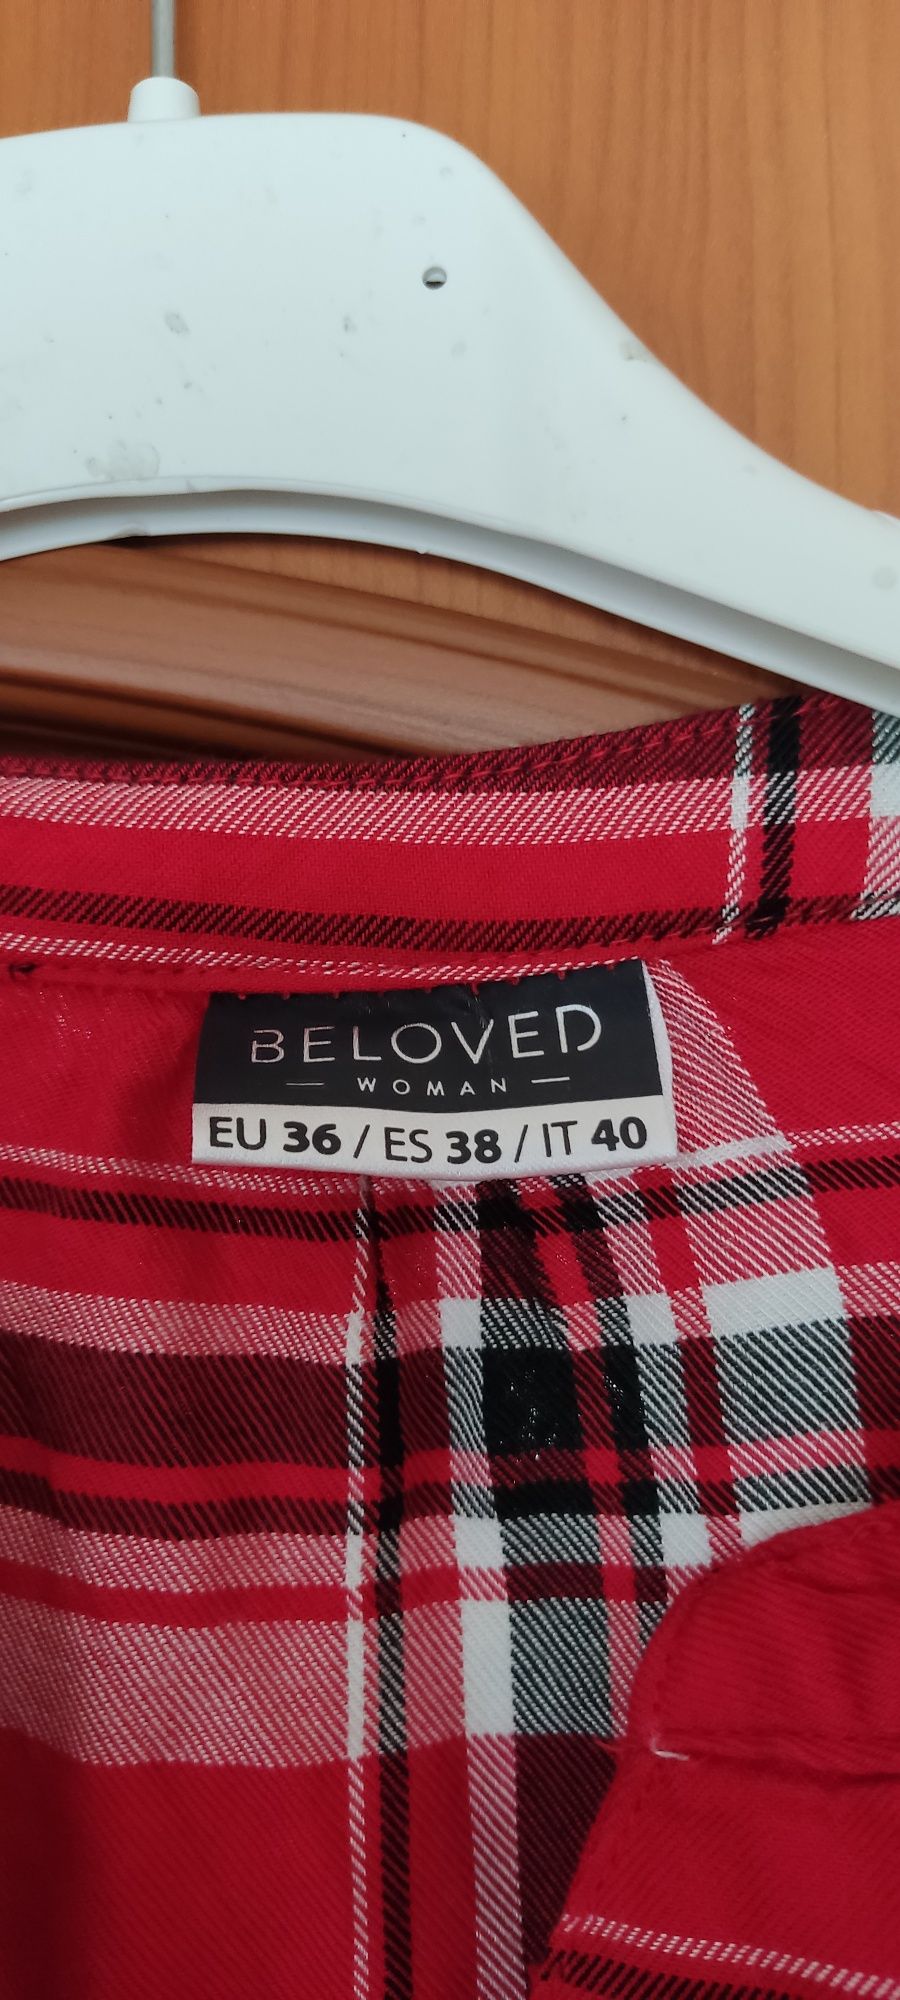 BELOVED
— WOMAN —
EU 36 / ES 38 / IT 40